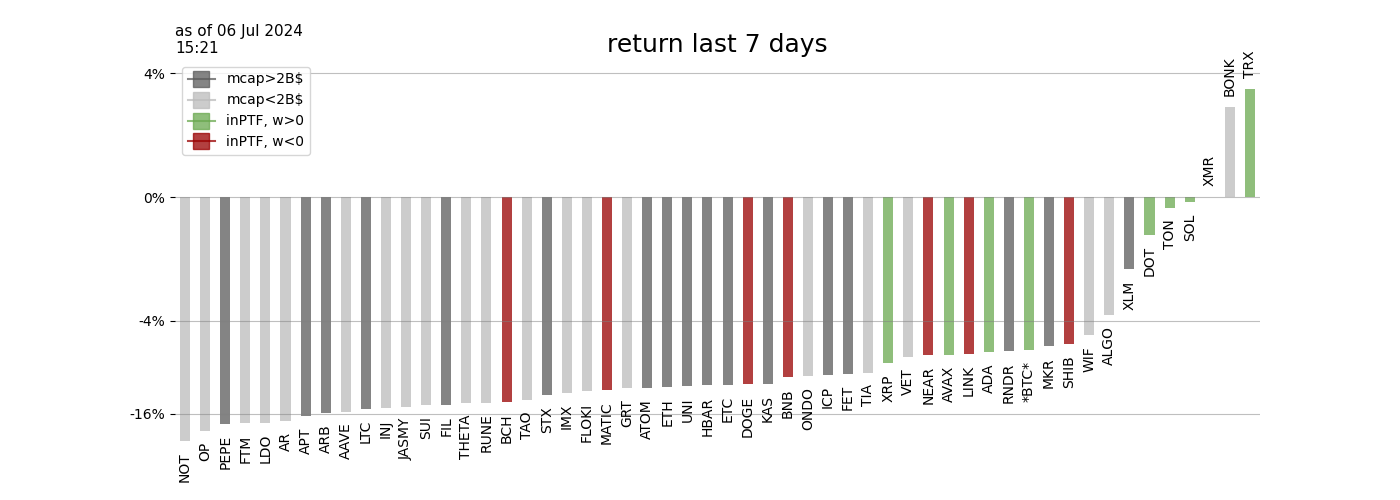 as of 06 Jul 2024
15:21
return last 7 days
4%
0%
-4%
-16%
mcap>2B$
mcap<2B$
inPTF, w>0
inPTF, w<0
NOT
OP
PEPE
FTM
LDO
AR
APT
ARB
AAVE
LTC
INJ
JASMY
SUI
FIL
THETA
RUNE
BCH
TAO
STX
IMX
FLOKI
MATIC
GRT
ATOM
ETH
UNI
HBAR
ETC
DOGE
KAS
BNB
ONDO
ICP
FET
TIA
XRP
VET
NEAR
AVAX
LINK
ADA
RNDR
*BTC*
MKR
SHIB
WIF
ALGO
XLM
DOT
TON
SOL
XMR
BONK
TRX